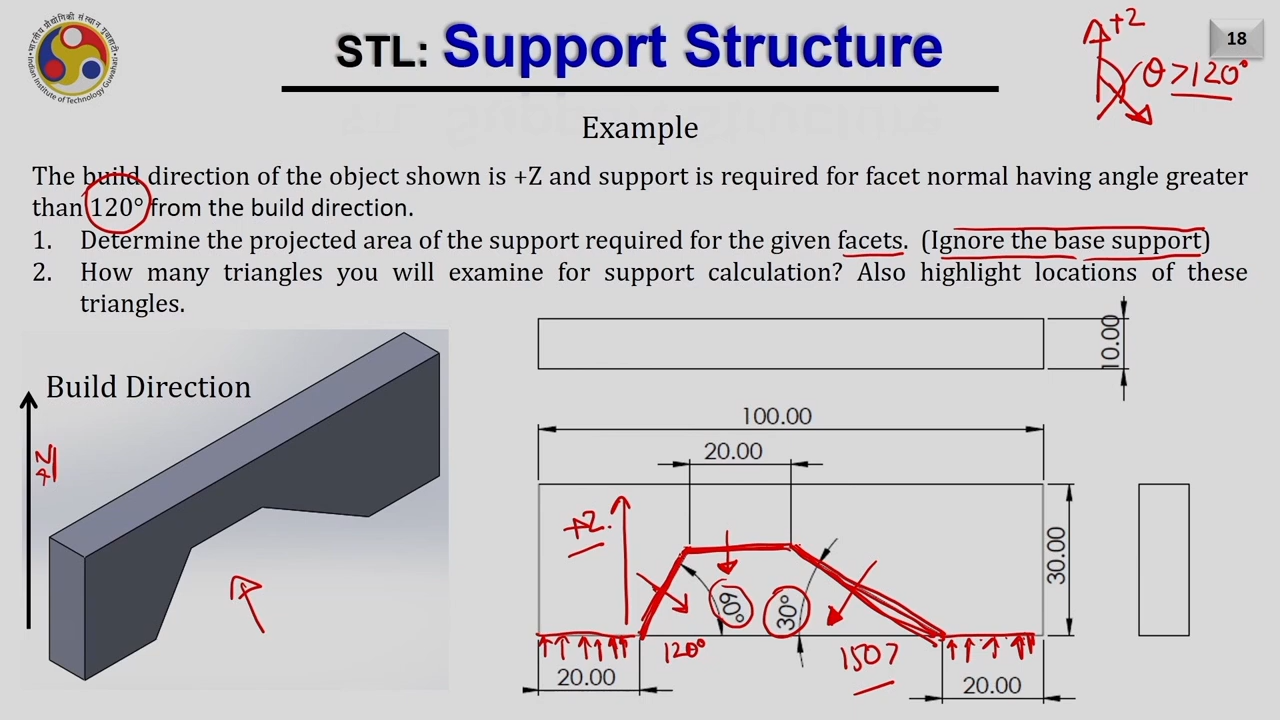 STL: Support Structure
18
+Z
θ > 120°
Example
The build direction of the object shown is +Z and support is required for facet normal having angle greater
than 120° from the build direction.
1. Determine the projected area of the support required for the given facets. (Ignore the base support)
2. How many triangles you will examine for support calculation? Also highlight locations of these
triangles.
Build Direction
+Z
10.00
100.00
20.00
+Z
30.00
60°
30°
120°
150°
20.00
20.00